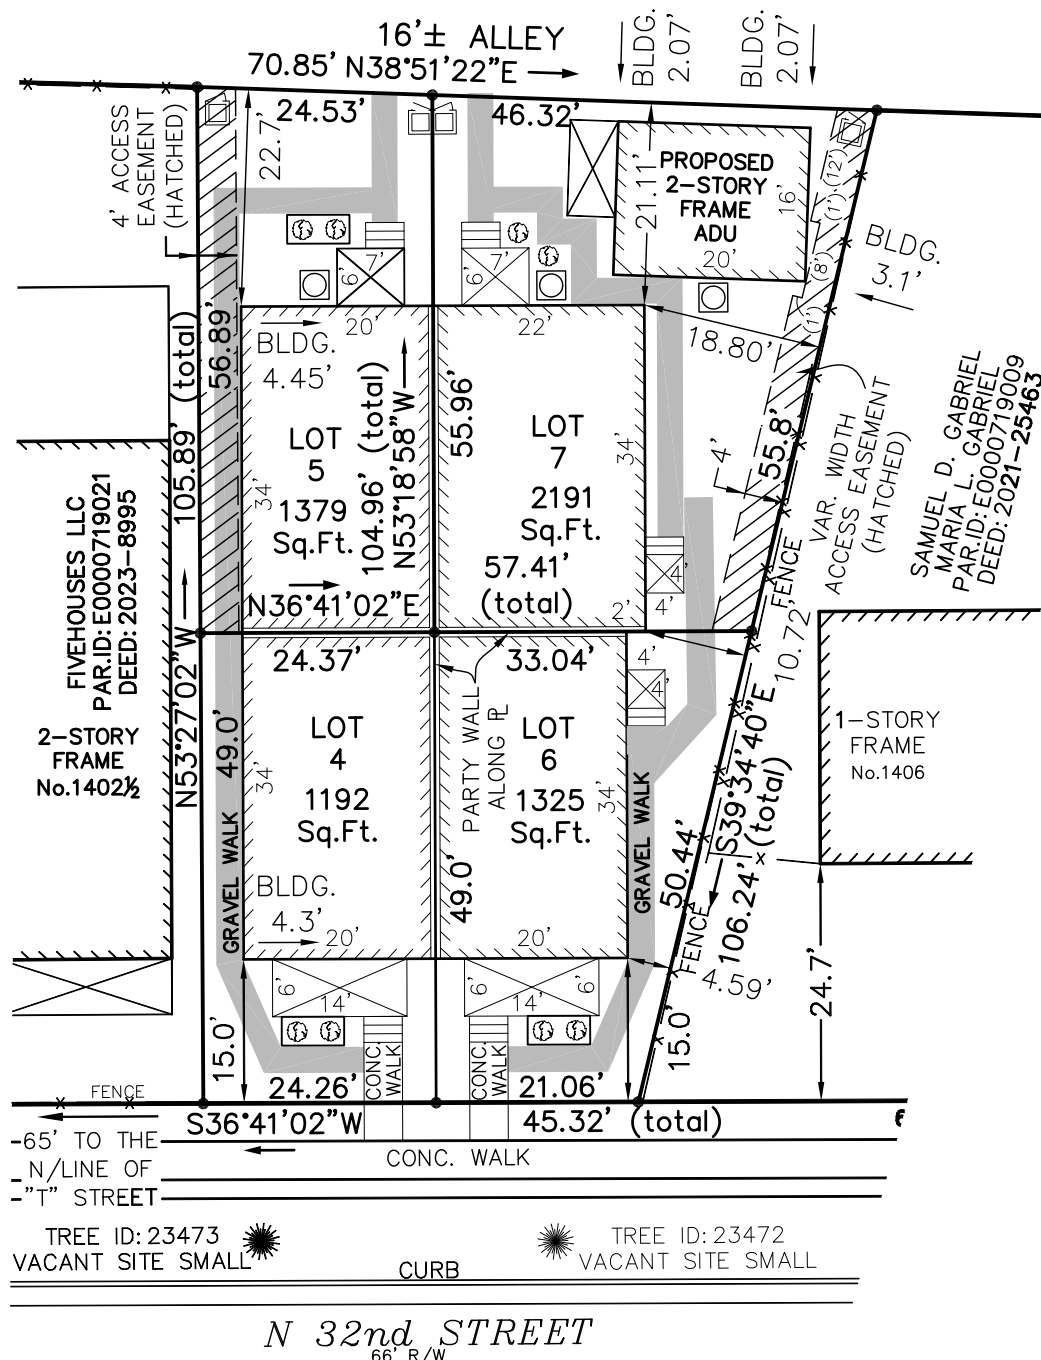 16'± ALLEY
70.85' N38°51'22"E
24.53'
46.32'
BLDG.
2.07'
BLDG.
2.07'
4' ACCESS
EASEMENT
(HATCHED)
22.7'
21.11'
PROPOSED
2-STORY
FRAME
ADU
16'
20'
(12')
(1')
(8')
(1')
BLDG.
3.1'
6'
7'
6'
7'
20'
22'
BLDG.
4.45'
18.80'
56.89'
105.89' (total)
N53°27'02"W
104.96' (total)
N53°18'58"W
55.96'
LOT
5
1379
Sq.Ft.
34'
LOT
7
2191
Sq.Ft.
34'
57.41'
(total)
N36°41'02"E
2'
4'
4'
4'
55.8'
VAR. WIDTH
ACCESS EASEMENT
(HATCHED)
SAMUEL D. GABRIEL
MARIA L. GABRIEL
PAR.ID:E0000719009
DEED:2021-25463
FENCE
10.72'
FIVEHOUSES LLC
PAR.ID:E0000719021
DEED:2023-8995
2-STORY
FRAME
No.1402½
24.37'
33.04'
4'
4'
49.0'
LOT
4
1192
Sq.Ft.
34'
PARTY WALL
ALONG PL
LOT
6
1325
Sq.Ft.
34'
49.0'
GRAVEL WALK
GRAVEL WALK
S39°34'40"E
106.24' (total)
50.44'
FENCE
1-STORY
FRAME
No.1406
BLDG.
4.3'
20'
20'
4.59'
24.7'
6'
14'
6'
14'
6'
15.0'
15.0'
CONC.
WALK
CONC.
WALK
FENCE
24.26'
21.06'
S36°41'02"W
45.32' (total)
-65' TO THE
N/LINE OF
-"T" STREET
CONC. WALK
TREE ID:23473
VACANT SITE SMALL
TREE ID:23472
VACANT SITE SMALL
CURB
N 32nd STREET
66' R/W